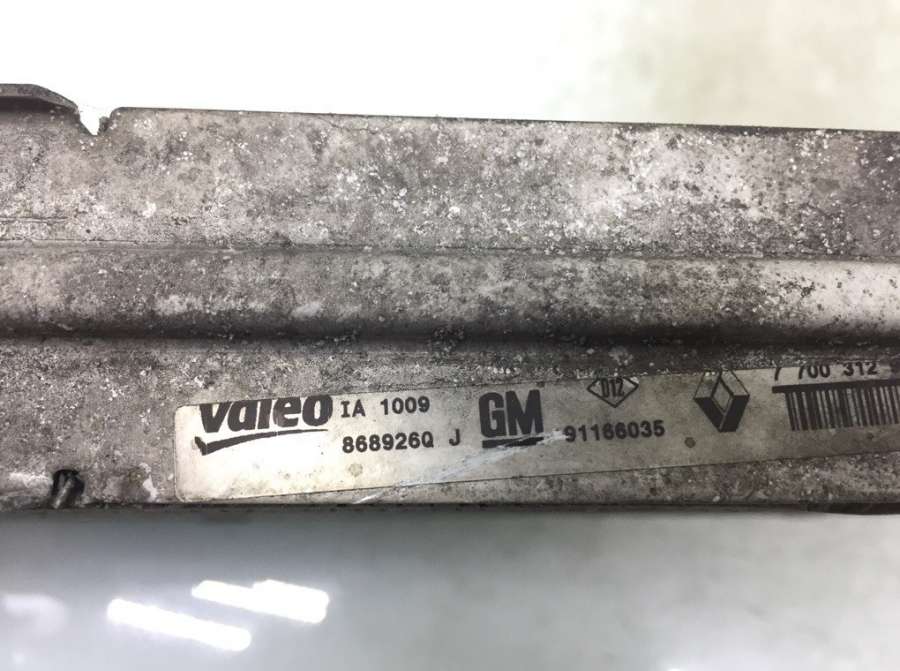 Valeo IA 1009
868926Q J
GM
91166035
D12
7 700 312